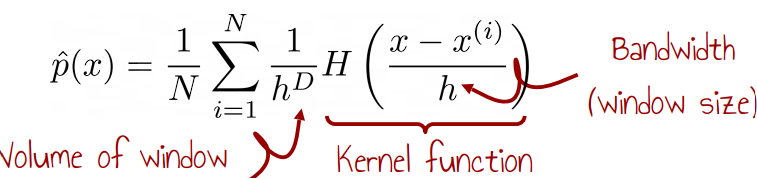 p̂(x) = 1/N ∑_{i=1}^{N} 1/h^D H((x − x^{(i)})/h)
Bandwidth
(window size)
Volume of window
Kernel function